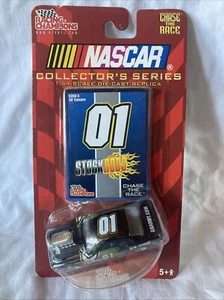 RACING CHAMPIONS
NASCAR
CHASE THE RACE
COLLECTOR'S SERIES
1:64 SCALE DIE-CAST REPLICA
01
STOCK RODS
CHASE THE RACE
01
5+